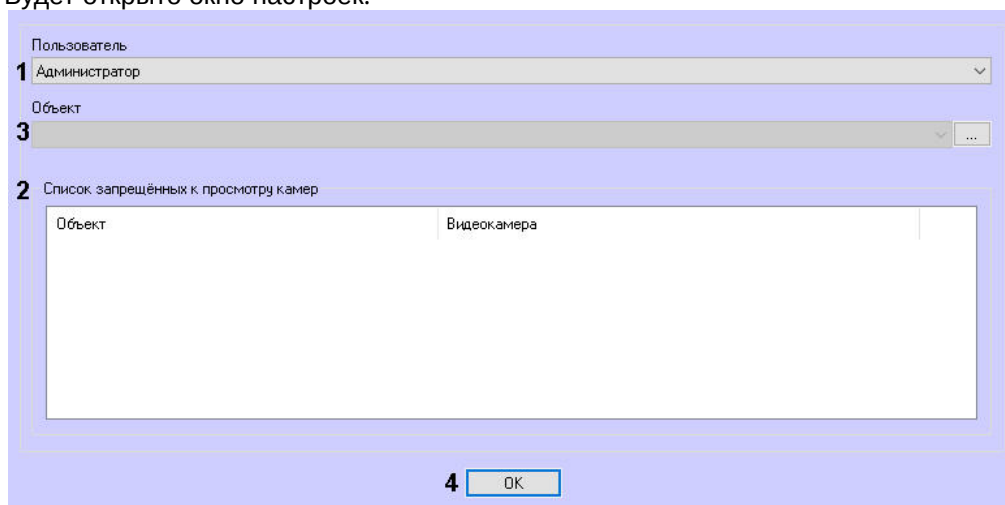 Будет открыто окно настроек.
Пользователь
1 Администратор
Объект
3 ...
2 Список запрещённых к просмотру камер
Объект Видеокамера
4 OK